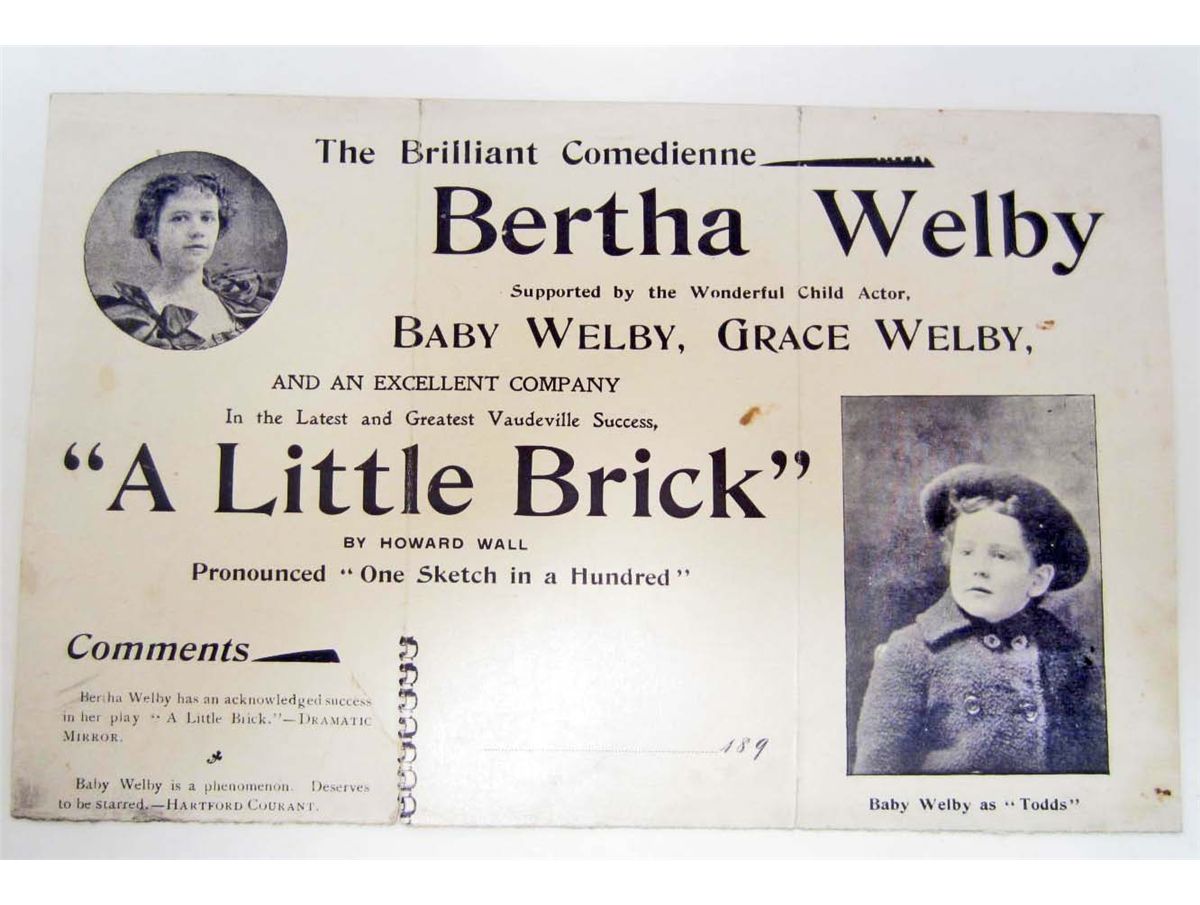 The Brilliant Comedienne
Bertha Welby
Supported by the Wonderful Child Actor,
BABY WELBY, GRACE WELBY,
AND AN EXCELLENT COMPANY
In the Latest and Greatest Vaudeville Success,
“A Little Brick”
BY HOWARD WALL
Pronounced “One Sketch in a Hundred”
Comments
Bertha Welby has an acknowledged success
in her play “A Little Brick.”—DRAMATIC
MIRROR.
Baby Welby is a phenomenon. Deserves
to be starred.—HARTFORD COURANT.
189
Baby Welby as “Todds”